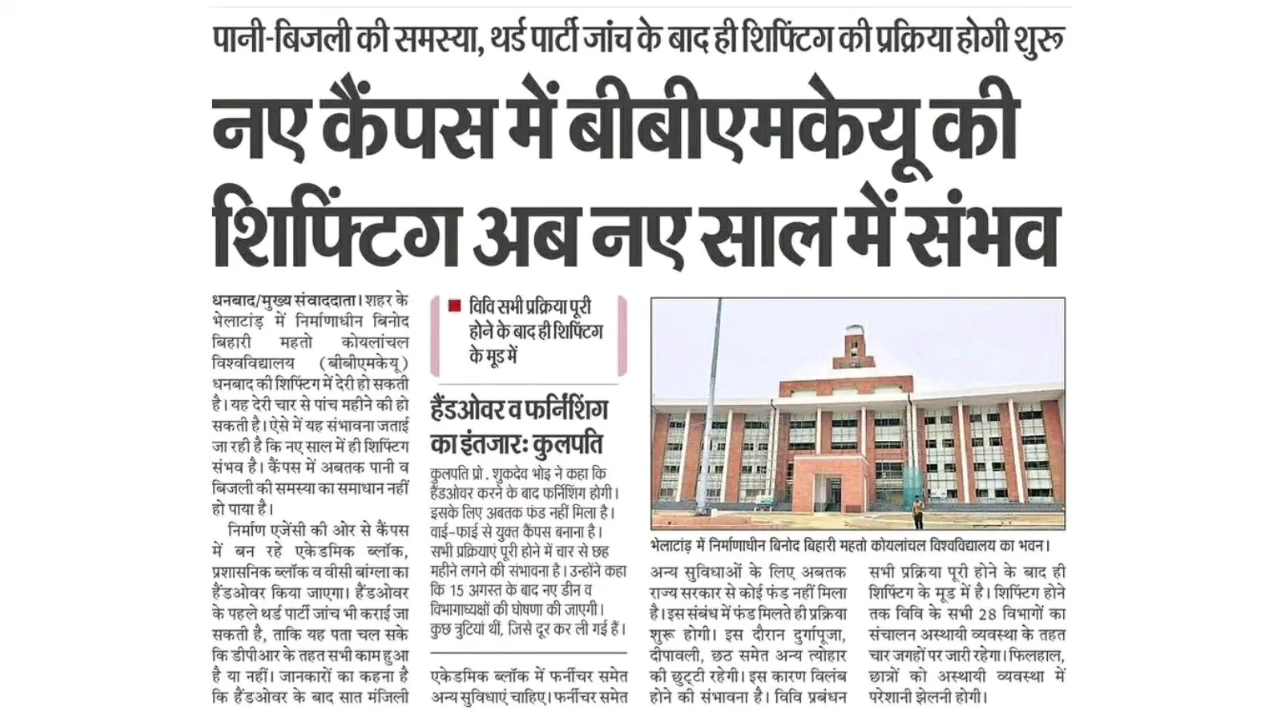 पानी-बिजली की समस्या, थर्ड पार्टी जांच के बाद ही शिफ्टिंग की प्रक्रिया होगी शुरू
नए कैंपस में बीबीएमकेयू की
शिफ्टिंग अब नए साल में संभव
धनबाद/मुख्य संवाददाता। शहर के
भेलाटांड़ में निर्माणाधीन बिनोद
बिहारी महतो कोयलांचल
विश्वविद्यालय (बीबीएमकेयू)
धनबाद की शिफ्टिंग में देरी हो सकती
है। यह देरी चार से पांच महीने की हो
सकती है। ऐसे में यह संभावना जताई
जा रही है कि नए साल में ही शिफ्टिंग
संभव है। कैंपस में अबतक पानी व
बिजली की समस्या का समाधान नहीं
हो पाया है।
निर्माण एजेंसी की ओर से कैंपस
में बन रहे एकेडमिक ब्लॉक,
प्रशासनिक ब्लॉक व वीसी बांग्ला का
हैंडओवर किया जाएगा। हैंडओवर
के पहले थर्ड पार्टी जांच भी कराई जा
सकती है, ताकि यह पता चल सके
कि डीपीआर के तहत सभी काम हुआ
है या नहीं। जानकारों का कहना है
कि हैंडओवर के बाद सात मंजिली
विवि सभी प्रक्रिया पूरी
होने के बाद ही शिफ्टिंग
के मूड में
हैंडओवर व फर्निंशिंग
का इंतजार: कुलपति
कुलपति प्रो. शुकदेव भोइ ने कहा कि
हैंडओवर करने के बाद फर्निशिंग होगी।
इसके लिए अबतक फंड नहीं मिला है।
वाई-फाई से युक्त कैंपस बनाना है।
सभी प्रक्रियाएं पूरी होने में चार से छह
महीने लगने की संभावना है। उन्होंने कहा
कि 15 अगस्त के बाद नए डीन व
विभागाध्यक्षों की घोषणा की जाएगी।
कुछ त्रुटियां थीं, जिसे दूर कर ली गई हैं।
एकेडमिक ब्लॉक में फर्नीचर समेत
अन्य सुविधाएं चाहिए। फर्नीचर समेत
भेलाटांड़ में निर्माणाधीन बिनोद बिहारी महतो कोयलांचल विश्वविद्यालय का भवन।
अन्य सुविधाओं के लिए अबतक
राज्य सरकार से कोई फंड नहीं मिला
है। इस संबंध में फंड मिलते ही प्रक्रिया
शुरू होगी। इस दौरान दुर्गापूजा,
दीपावली, छठ समेत अन्य त्योहार
की छुट्टी रहेगी। इस कारण विलंब
होने की संभावना है। विवि प्रबंधन
सभी प्रक्रिया पूरी होने के बाद ही
शिफ्टिंग के मूड में है। शिफ्टिंग होने
तक विवि के सभी 28 विभागों का
संचालन अस्थायी व्यवस्था के तहत
चार जगहों पर जारी रहेगा। फिलहाल,
छात्रों को अस्थायी व्यवस्था में
परेशानी झेलनी होगी।